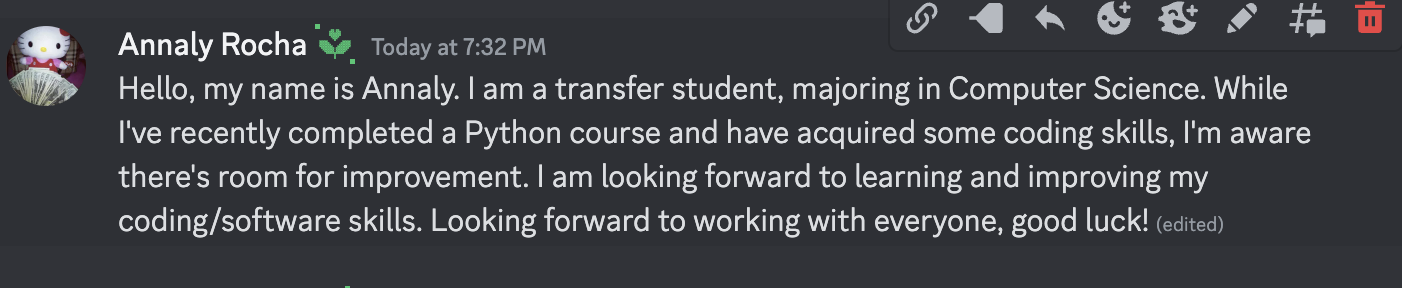 Annaly Rocha Today at 7:32 PM
Hello, my name is Annaly. I am a transfer student, majoring in Computer Science. While
I've recently completed a Python course and have acquired some coding skills, I'm aware
there's room for improvement. I am looking forward to learning and improving my
coding/software skills. Looking forward to working with everyone, good luck! (edited)